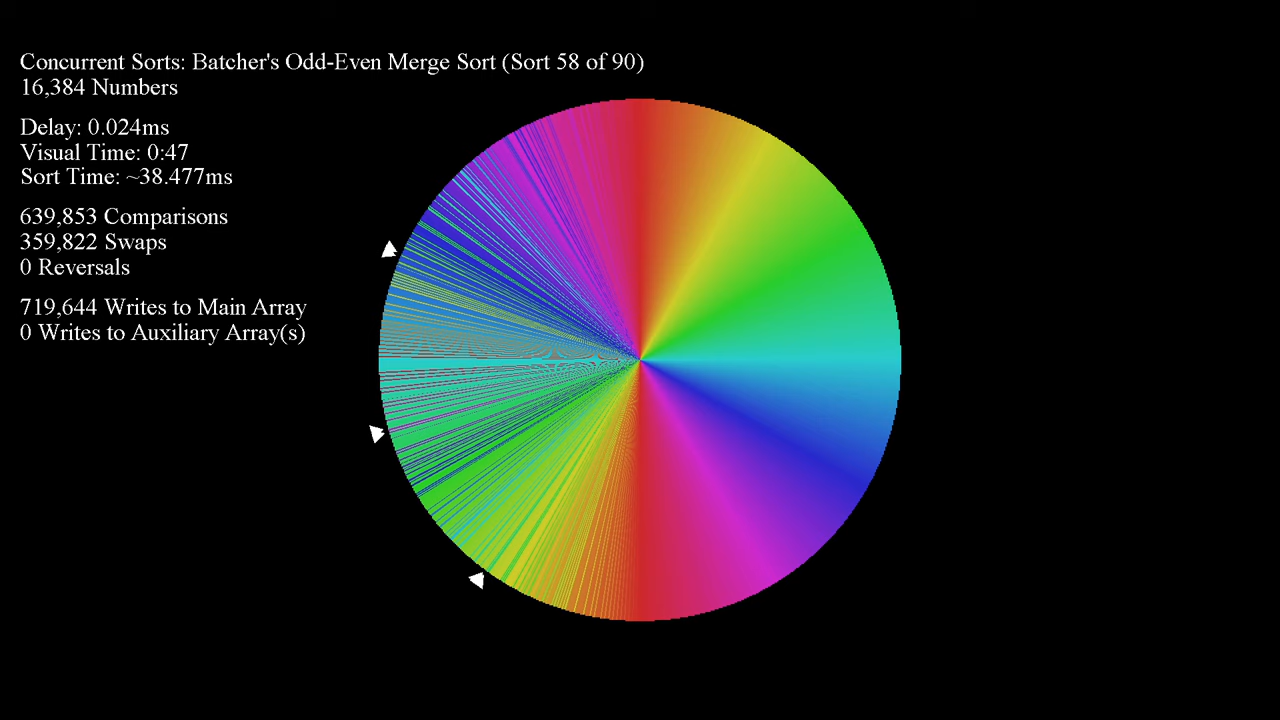 Concurrent Sorts: Batcher's Odd-Even Merge Sort (Sort 58 of 90)
16,384 Numbers
Delay: 0.024ms
Visual Time: 0:47
Sort Time: ~38.477ms
639,853 Comparisons
359,822 Swaps
0 Reversals
719,644 Writes to Main Array
0 Writes to Auxiliary Array(s)